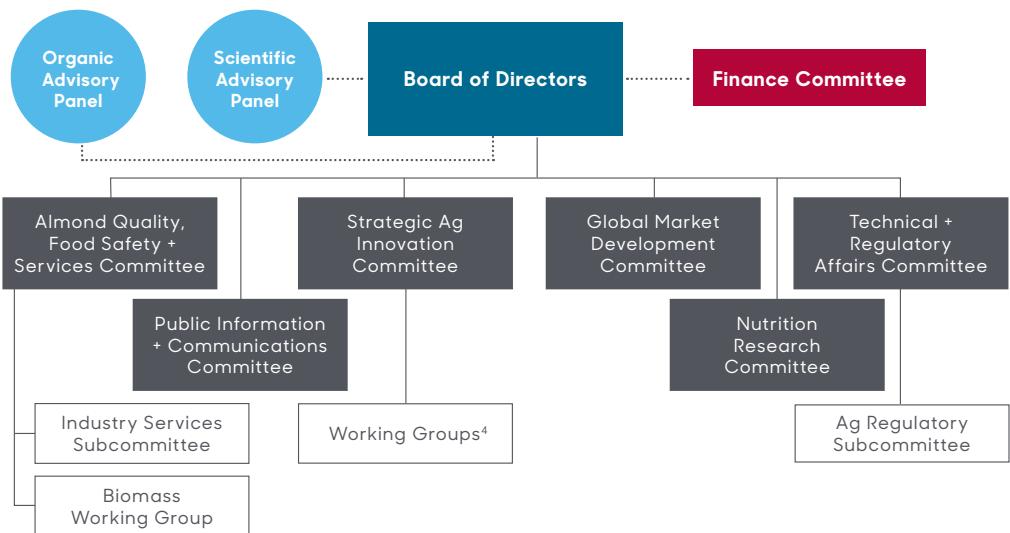 Organic
Advisory
Panel
Scientific
Advisory
Panel
Board of Directors
Finance Committee
Almond Quality,
Food Safety +
Services Committee
Strategic Ag
Innovation
Committee
Global Market
Development
Committee
Technical +
Regulatory
Affairs Committee
Public Information
+ Communications
Committee
Nutrition
Research
Committee
Industry Services
Subcommittee
Working Groups⁴
Ag Regulatory
Subcommittee
Biomass
Working Group